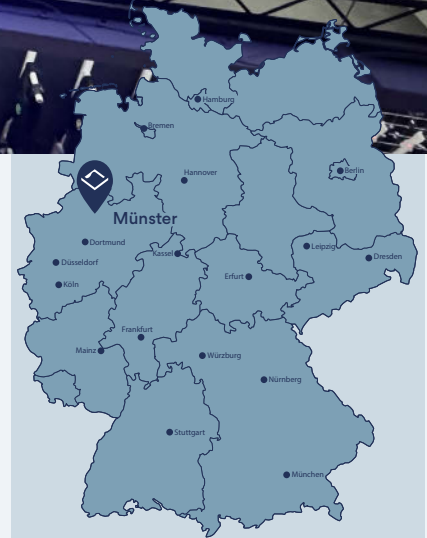 Hamburg
Bremen
Berlin
Hannover
Münster
Dortmund
Kassel
Leipzig
Dresden
Düsseldorf
Erfurt
Köln
Frankfurt
Mainz
Würzburg
Nürnberg
Stuttgart
München